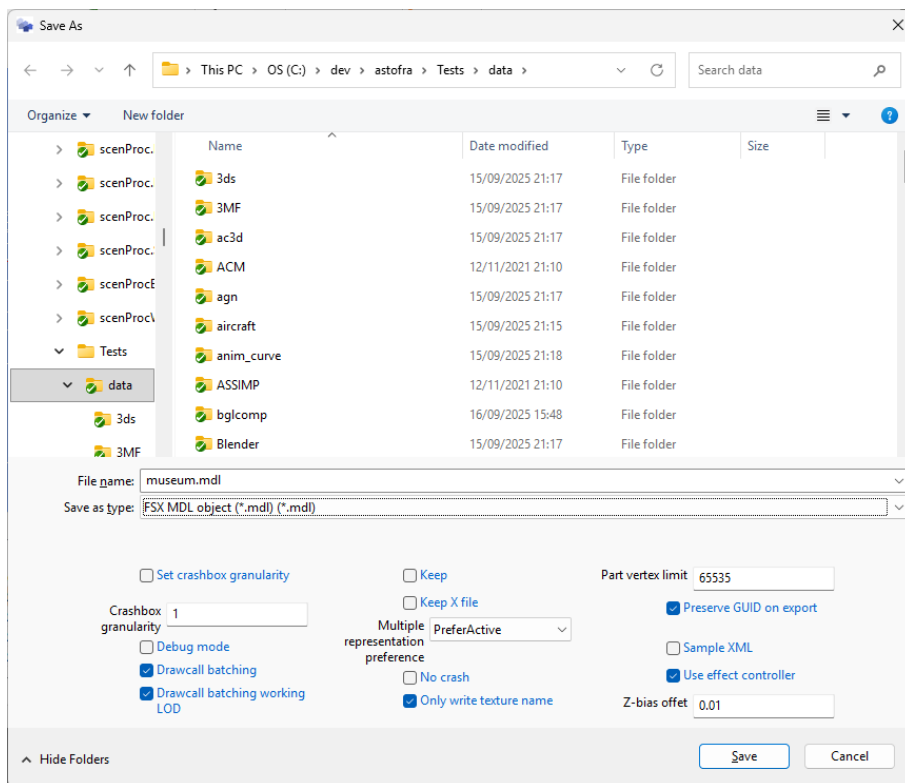 Save As
This PC > OS (C:) > dev > astofra > Tests > data >
Search data
Organize
New folder
Name Date modified Type Size
scenProc.
scenProc.
scenProc.
scenProc.
scenProcE
scenProcV
Tests
data
3ds
3MF
3ds 15/09/2025 21:17 File folder
3MF 15/09/2025 21:17 File folder
ac3d 15/09/2025 21:17 File folder
ACM 12/11/2021 21:10 File folder
agn 15/09/2025 21:17 File folder
aircraft 15/09/2025 21:15 File folder
anim_curve 15/09/2025 21:18 File folder
ASSIMP 12/11/2021 21:10 File folder
bglcomp 16/09/2025 15:48 File folder
Blender 15/09/2025 21:17 File folder
File name: museum.mdl
Save as type: FSX MDL object (*.mdl) (*.mdl)
Set crashbox granularity
Crashbox granularity 1
Debug mode
Drawcall batching
Drawcall batching working
LOD
Keep
Keep X file
Multiple
representation
preference
PreferActive
No crash
Only write texture name
Part vertex limit 65535
Preserve GUID on export
Sample XML
Use effect controller
Z-bias offet 0.01
Hide Folders
Save
Cancel